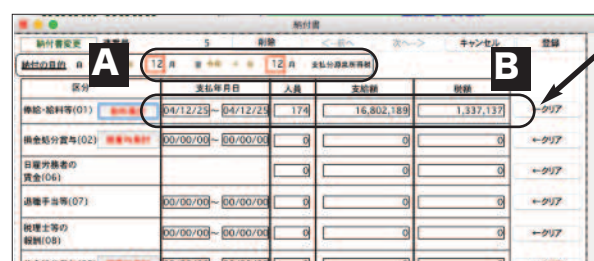 納付書
納付書変更 5 削除 <-前へ 次へ-> キャンセル 登録
A B
納付の目的 自 12 月 至 12 月 支払分源泉所得税
区分 支払年月日 人員 支給額 税額
俸給・給料等(01) 04/12/25 ~ 04/12/25 174 16,802,189 1,337,137 ←クリア
損金処分賞与(02) 00/00/00 ~ 00/00/00 0 0 0 ←クリア
日雇労務者の
賃金(06) 0 0 0 ←クリア
退職手当等(07) 00/00/00 ~ 00/00/00 0 0 0 ←クリア
税理士等の
報酬(08) 00/00/00 ~ 00/00/00 0 0 0 ←クリア